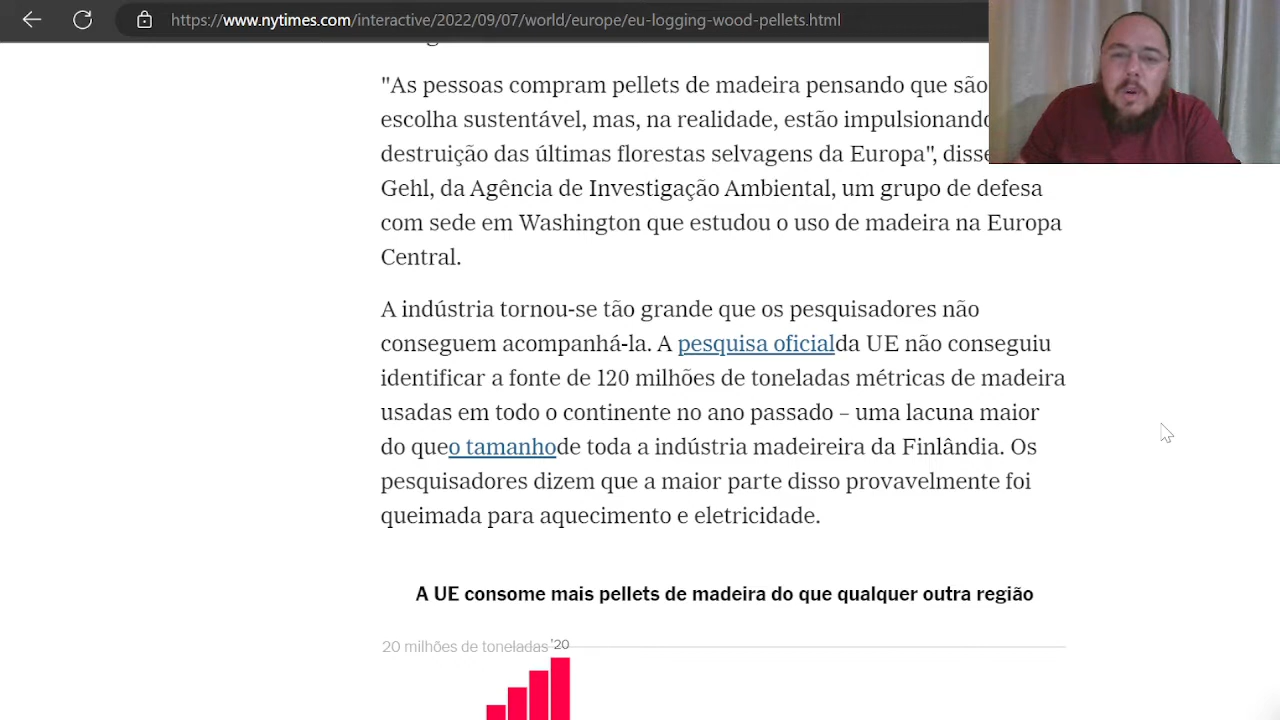 https://www.nytimes.com/interactive/2022/09/07/world/europe/eu-logging-wood-pellets.html
"As pessoas compram pellets de madeira pensando que são
escolha sustentável, mas, na realidade, estão impulsionando
destruição das últimas florestas selvagens da Europa", disse
Gehl, da Agência de Investigação Ambiental, um grupo de defesa
com sede em Washington que estudou o uso de madeira na Europa
Central.
A indústria tornou-se tão grande que os pesquisadores não
conseguem acompanhá-la. A pesquisa oficialda UE não conseguiu
identificar a fonte de 120 milhões de toneladas métricas de madeira
usadas em todo o continente no ano passado – uma lacuna maior
do queo tamanhode toda a indústria madeireira da Finlândia. Os
pesquisadores dizem que a maior parte disso provavelmente foi
queimada para aquecimento e eletricidade.
A UE consome mais pellets de madeira do que qualquer outra região
20 milhões de toneladas '20